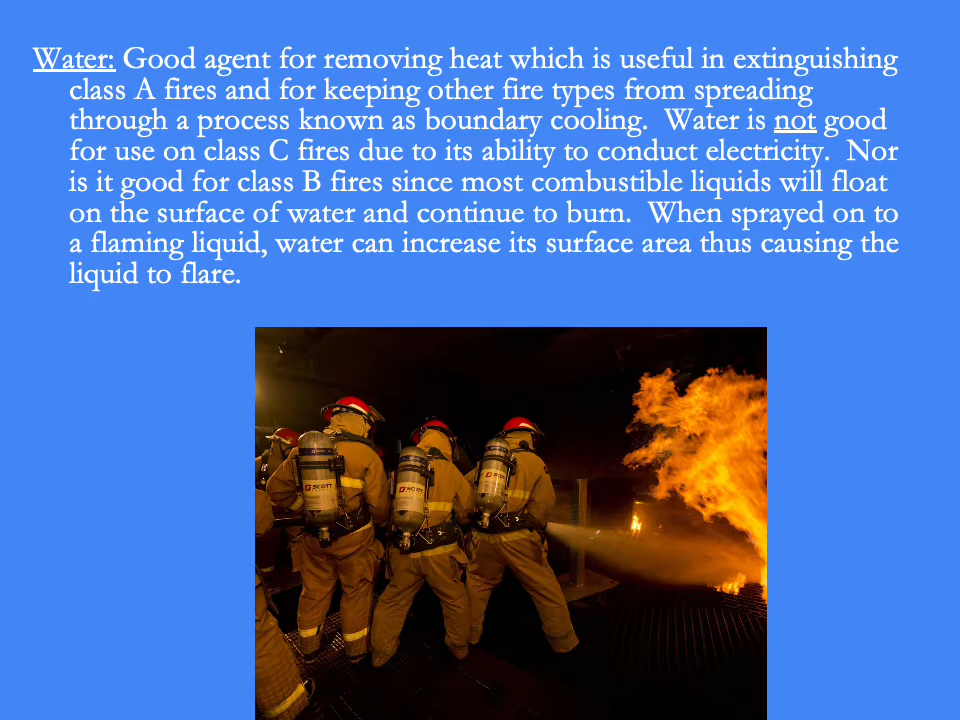 Water: Good agent for removing heat which is useful in extinguishing
class A fires and for keeping other fire types from spreading
through a process known as boundary cooling.  Water is not good
for use on class C fires due to its ability to conduct electricity.  Nor
is it good for class B fires since most combustible liquids will float
on the surface of water and continue to burn.  When sprayed on to
a flaming liquid, water can increase its surface area thus causing the
liquid to flare.
SCOTT
SCOTT
SCOTT